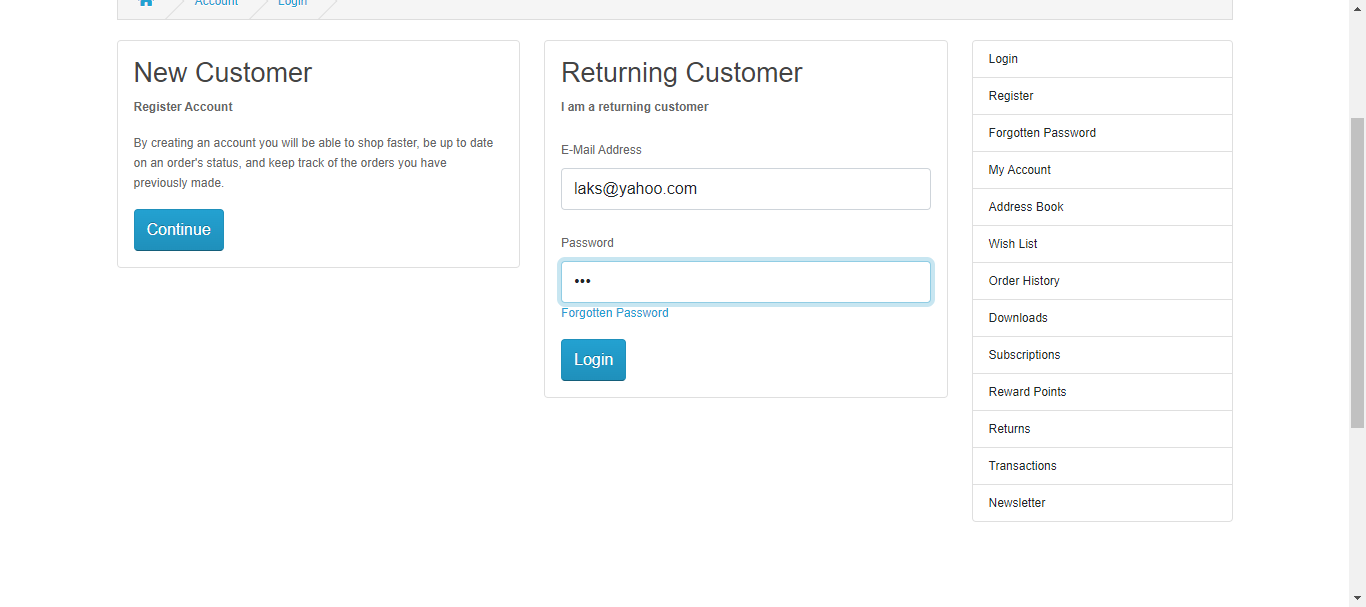 Account
Login
New Customer
Register Account
By creating an account you will be able to shop faster, be up to date
on an order's status, and keep track of the orders you have
previously made.
Continue
Returning Customer
I am a returning customer
E-Mail Address
laks@yahoo.com
Password
•••
Forgotten Password
Login
Login
Register
Forgotten Password
My Account
Address Book
Wish List
Order History
Downloads
Subscriptions
Reward Points
Returns
Transactions
Newsletter